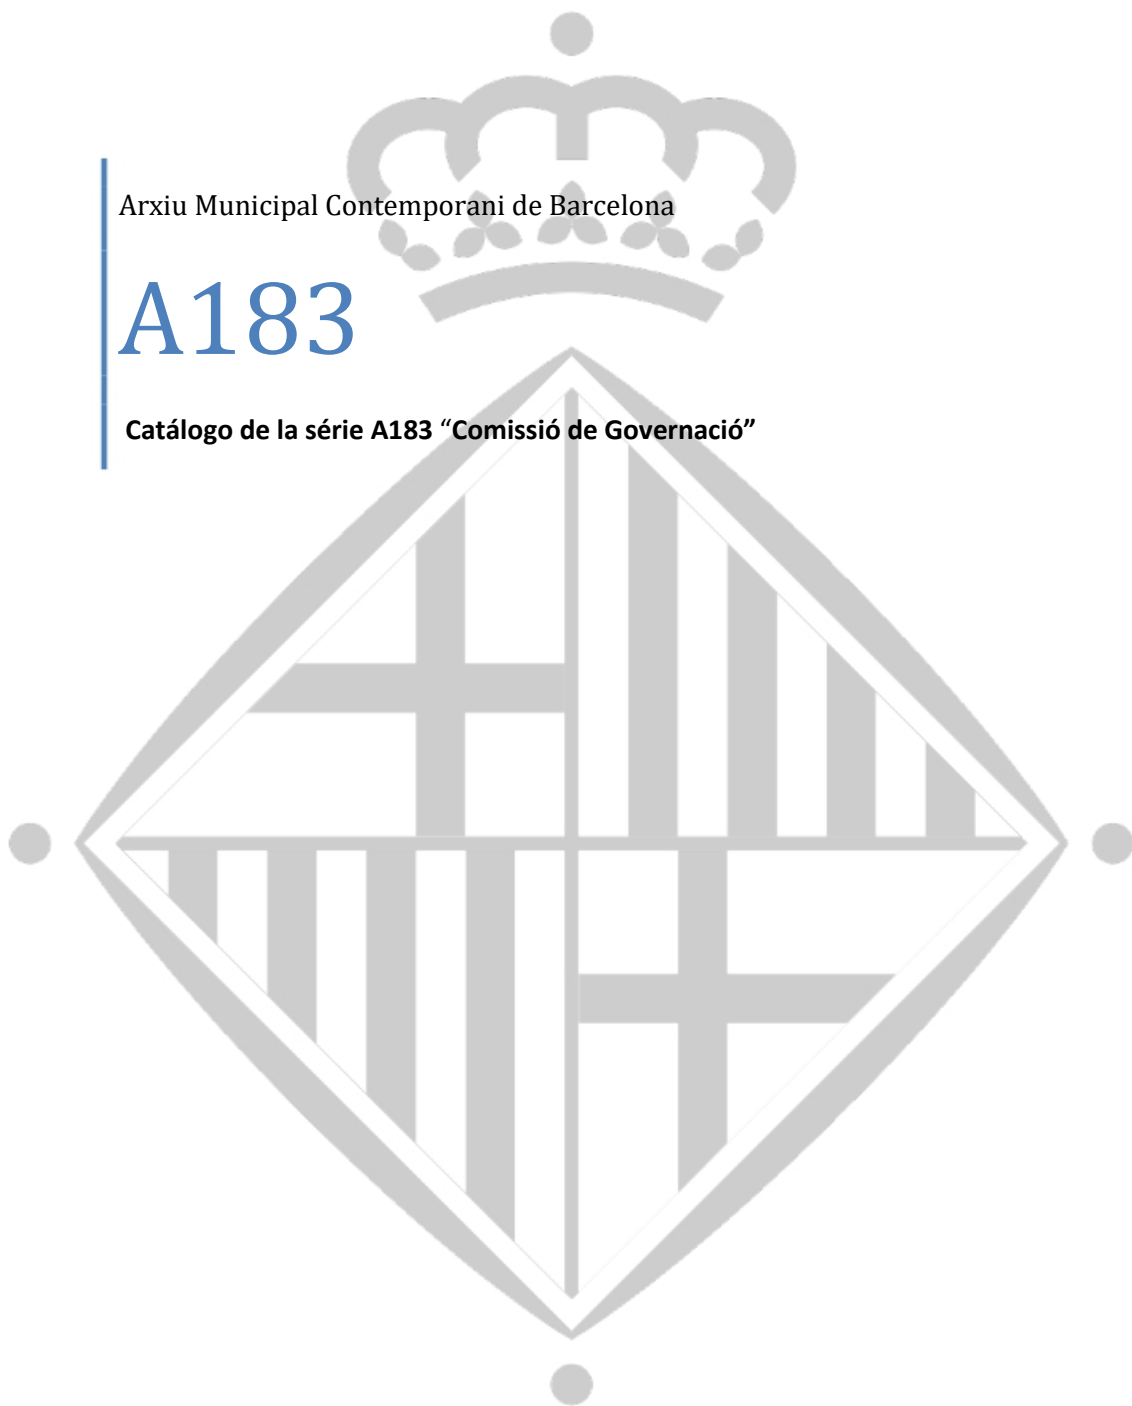 Arxiu Municipal Contemporani de Barcelona
A183
Catálogo de la série A183 “Comissió de Governació”